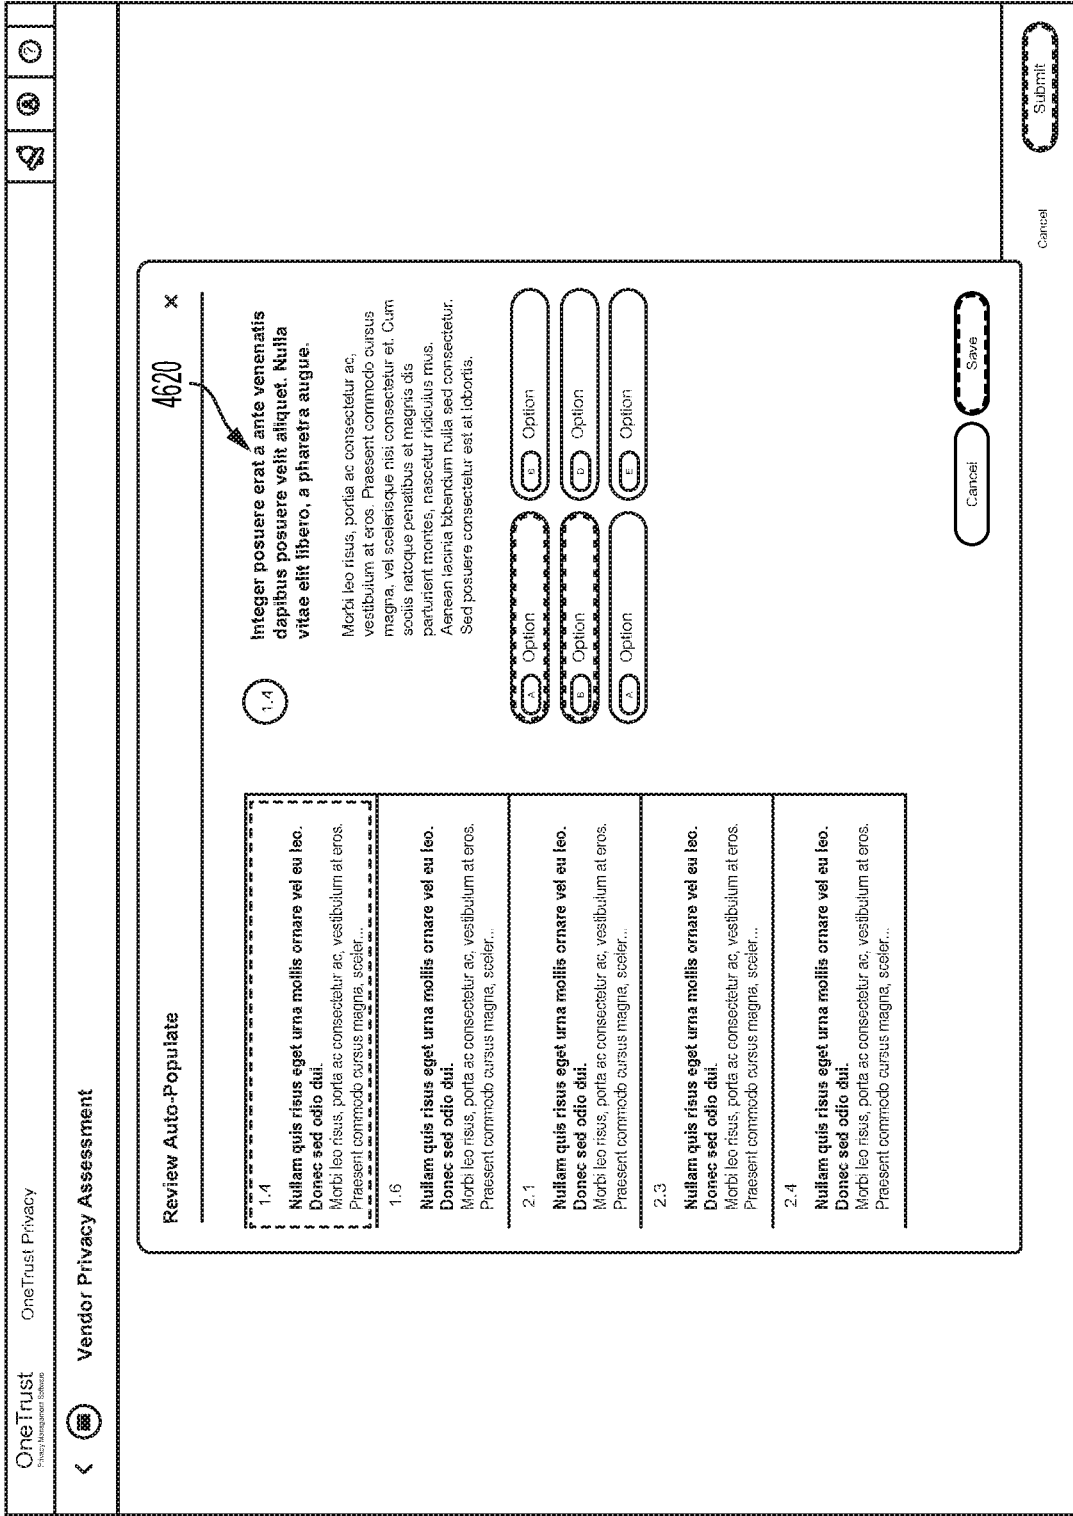 OneTrust
Privacy Management Software
OneTrust Privacy
?
Vendor Privacy Assessment
Review Auto-Populate
4620
×
1.4
Nullam quis risus eget urna mollis ornare vel eu leo.
Donec sed odio dui.
Morbi leo risus, porta ac consectetur ac, vestibulum at eros.
Praesent commodo cursus magna, sceler...
1.6
Nullam quis risus eget urna mollis ornare vel eu leo.
Donec sed odio dui.
Morbi leo risus, porta ac consectetur ac, vestibulum at eros.
Praesent commodo cursus magna, sceler...
2.1
Nullam quis risus eget urna mollis ornare vel eu leo.
Donec sed odio dui.
Morbi leo risus, porta ac consectetur ac, vestibulum at eros.
Praesent commodo cursus magna, sceler...
2.3
Nullam quis risus eget urna mollis ornare vel eu leo.
Donec sed odio dui.
Morbi leo risus, porta ac consectetur ac, vestibulum at eros.
Praesent commodo cursus magna, sceler...
2.4
Nullam quis risus eget urna mollis ornare vel eu leo.
Donec sed odio dui.
Morbi leo risus, porta ac consectetur ac, vestibulum at eros.
Praesent commodo cursus magna, sceler...
1.4
Integer posuere erat a ante venenatis
dapibus posuere velit aliquet. Nulla
vitae elit libero, a pharetra augue.
Morbi leo risus, portia ac consectetur ac,
vestibulum at eros. Praesent commodo cursus
magna, vel scelerisque nisi consectetur et. Cum
sociis natoque penatibus et magnis dis
parturient montes, nascetur ridiculus mus.
Aenean lacinia bibendum nulla sed consectetur.
Sed posuere consectetur est at lobortis.
A Option
Option
B Option
D Option
A Option
E Option
Cancel
Save
Cancel
Submit